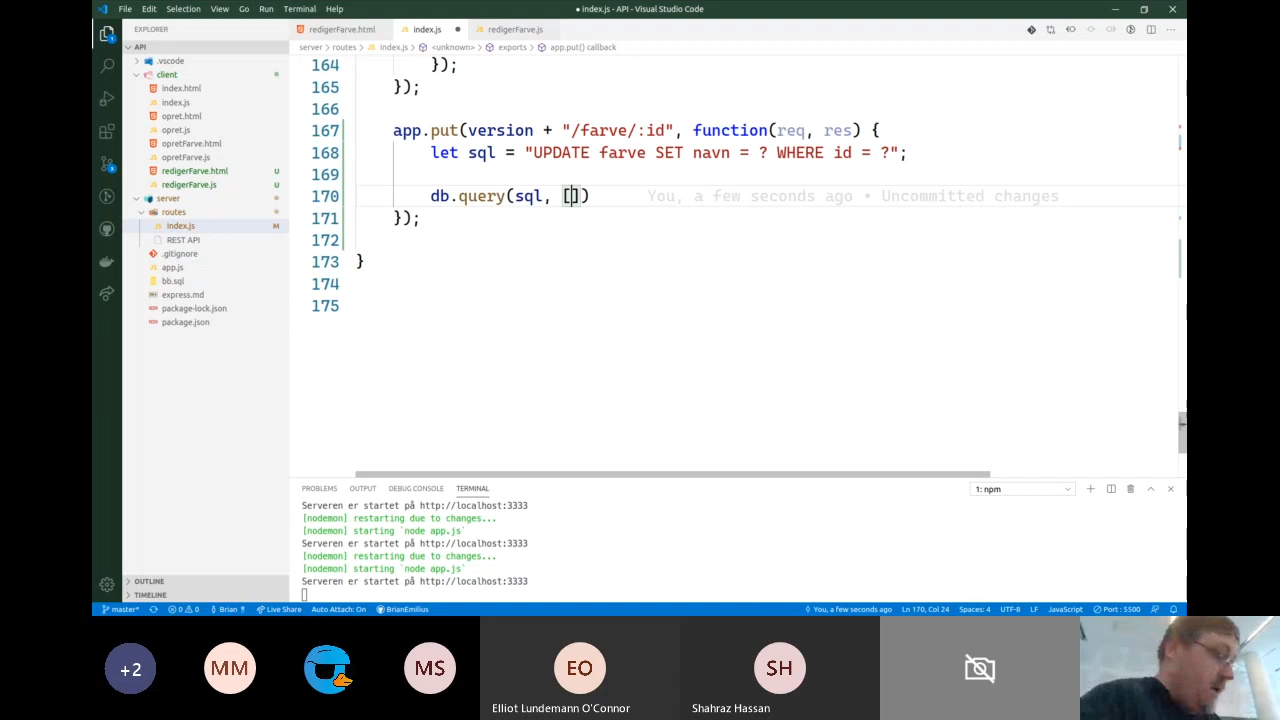 File Edit Selection View Go Run Terminal Help
● index.js - API - Visual Studio Code
EXPLORER
redigerFarve.html
index.js
redigerFarve.js
API
server > routes > index.js > <unknown> > exports > app.put() callback
.vscode
client
index.html
index.js
opret.html
opret.js
opretFarve.html
opretFarve.js
redigerFarve.html U
redigerFarve.js U
server
routes
index.js M
REST API
.gitignore
app.js
bb.sql
express.md
package-lock.json
package.json
OUTLINE
TIMELINE
164 });
165 });
166
167 app.put(version + "/farve/:id", function(req, res) {
168 let sql = "UPDATE farve SET navn = ? WHERE id = ?";
169
170 db.query(sql, []) You, a few seconds ago • Uncommitted changes
171 });
172
173 }
174
175
PROBLEMS OUTPUT DEBUG CONSOLE TERMINAL 1: npm
Serveren er startet på http://localhost:3333
[nodemon] restarting due to changes...
[nodemon] starting `node app.js`
Serveren er startet på http://localhost:3333
[nodemon] restarting due to changes...
[nodemon] starting `node app.js`
Serveren er startet på http://localhost:3333
master* 0 0 Brian Live Share Auto Attach: On BrianEmilius You, a few seconds ago Ln 170, Col 24 Spaces: 4 UTF-8 LF JavaScript Port : 5500
+2
MM
MS
EO
SH
Elliot Lundemann O'Connor
Shahraz Hassan